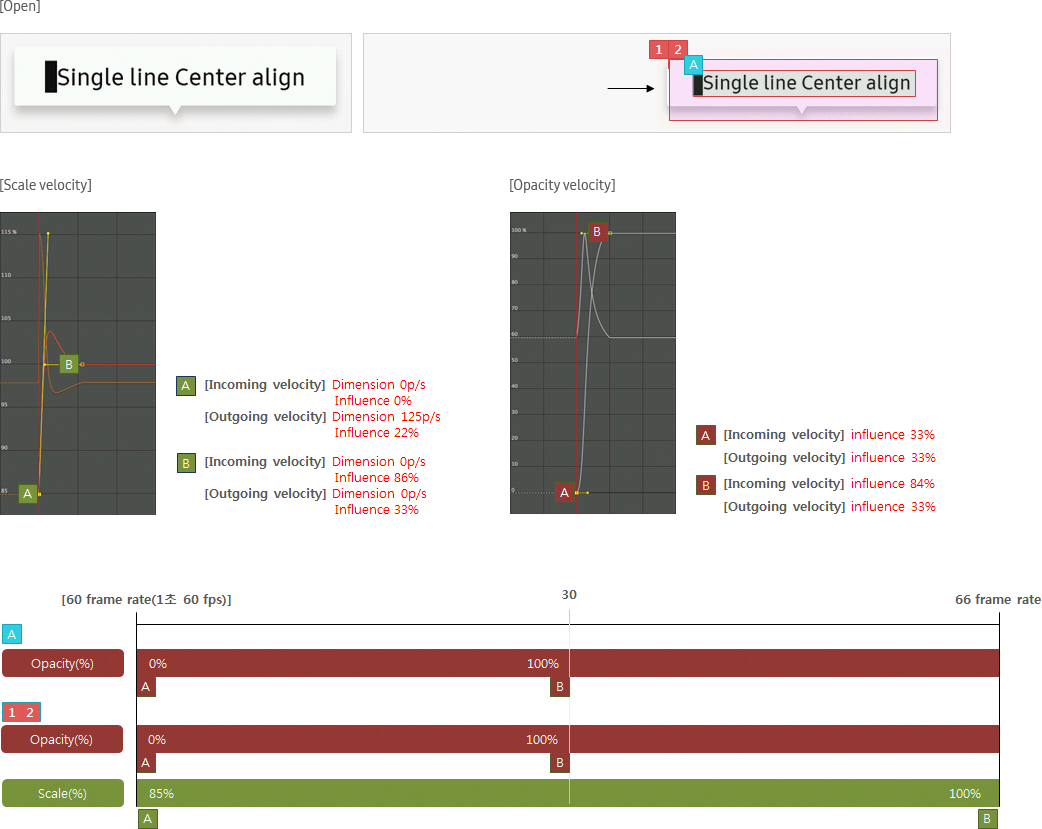 [Open]
Single line Center align
1 2
A
Single line Center align
[Scale velocity]
[Opacity velocity]
115 %
110
105
100
95
90
85
B
A
A [Incoming velocity] Dimension 0p/s
Influence 0%
[Outgoing velocity] Dimension 125p/s
Influence 22%
B [Incoming velocity] Dimension 0p/s
Influence 86%
[Outgoing velocity] Dimension 0p/s
Influence 33%
100 %
90
80
70
60
50
40
30
20
10
0
B
A
A [Incoming velocity] influence 33%
[Outgoing velocity] influence 33%
B [Incoming velocity] influence 84%
[Outgoing velocity] influence 33%
[60 frame rate(1초 60 fps)]
30
66 frame rate
A
Opacity(%) 0% 100%
A B
1 2
Opacity(%) 0% 100%
A B
Scale(%) 85% 100%
A B